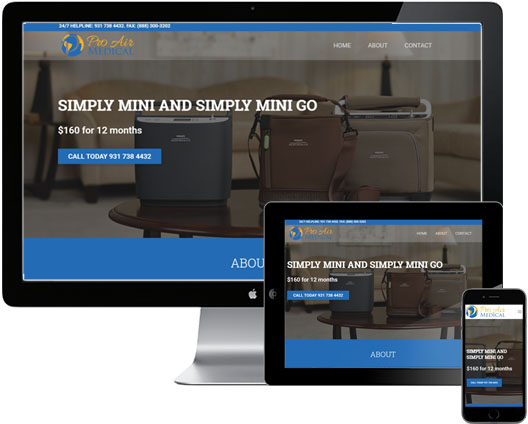 24/7 HELPLINE: 931 738 4432. FAX: (888) 300-3202
Pro Air
MEDICAL
HOME ABOUT CONTACT
SIMPLY MINI AND SIMPLY MINI GO
$160 for 12 months
CALL TODAY 931 738 4432
ABOU
24/7 HELPLINE: 931 738 4432. FAX: (888) 300-3202
Pro Air
MEDICAL
HOME ABOUT CONTACT
SIMPLY MINI AND SIMPLY MINI GO
$160 for 12 months
CALL TODAY 931 738 4432
ABOUT
Pro Air
MEDICAL
SIMPLY MINI AND
SIMPLY MINI GO
$160 for 12 months
CALL TODAY 931 738 4432